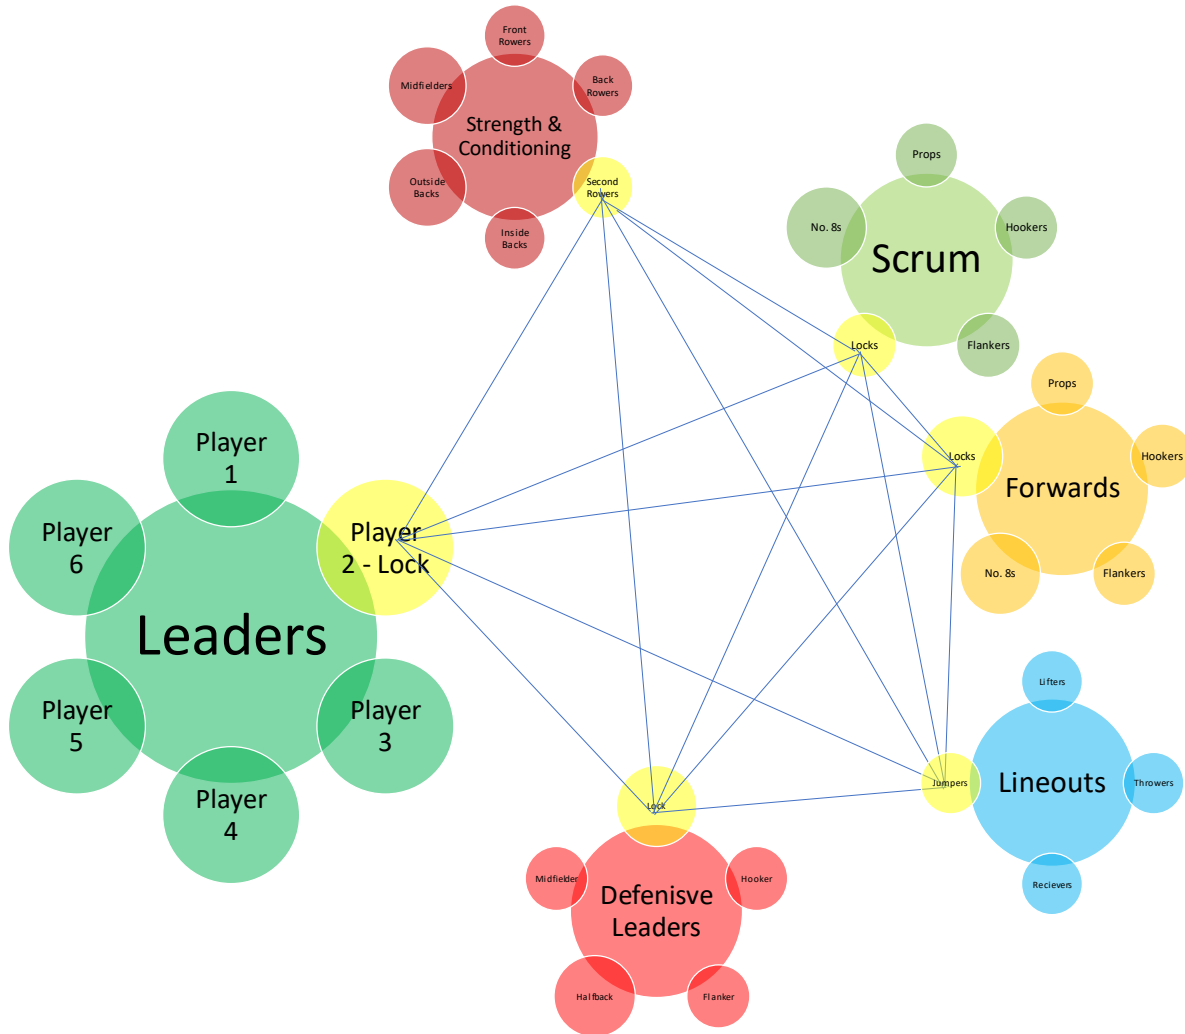 Front
Rowers
Midfielders
Back
Rowers
Strength &
Conditioning
Outside
Backs
Second
Rowers
Inside
Backs
Props
No. 8s
Hookers
Scrum
Locks
Flankers
Props
Locks
Hookers
Forwards
No. 8s
Flankers
Player
1
Player
6
Player
2 - Lock
Leaders
Player
5
Player
3
Player
4
Lifters
Jumpers
Lineouts
Throwers
Recievers
Lock
Midfielder
Hooker
Defenisve
Leaders
Halfback
Flanker